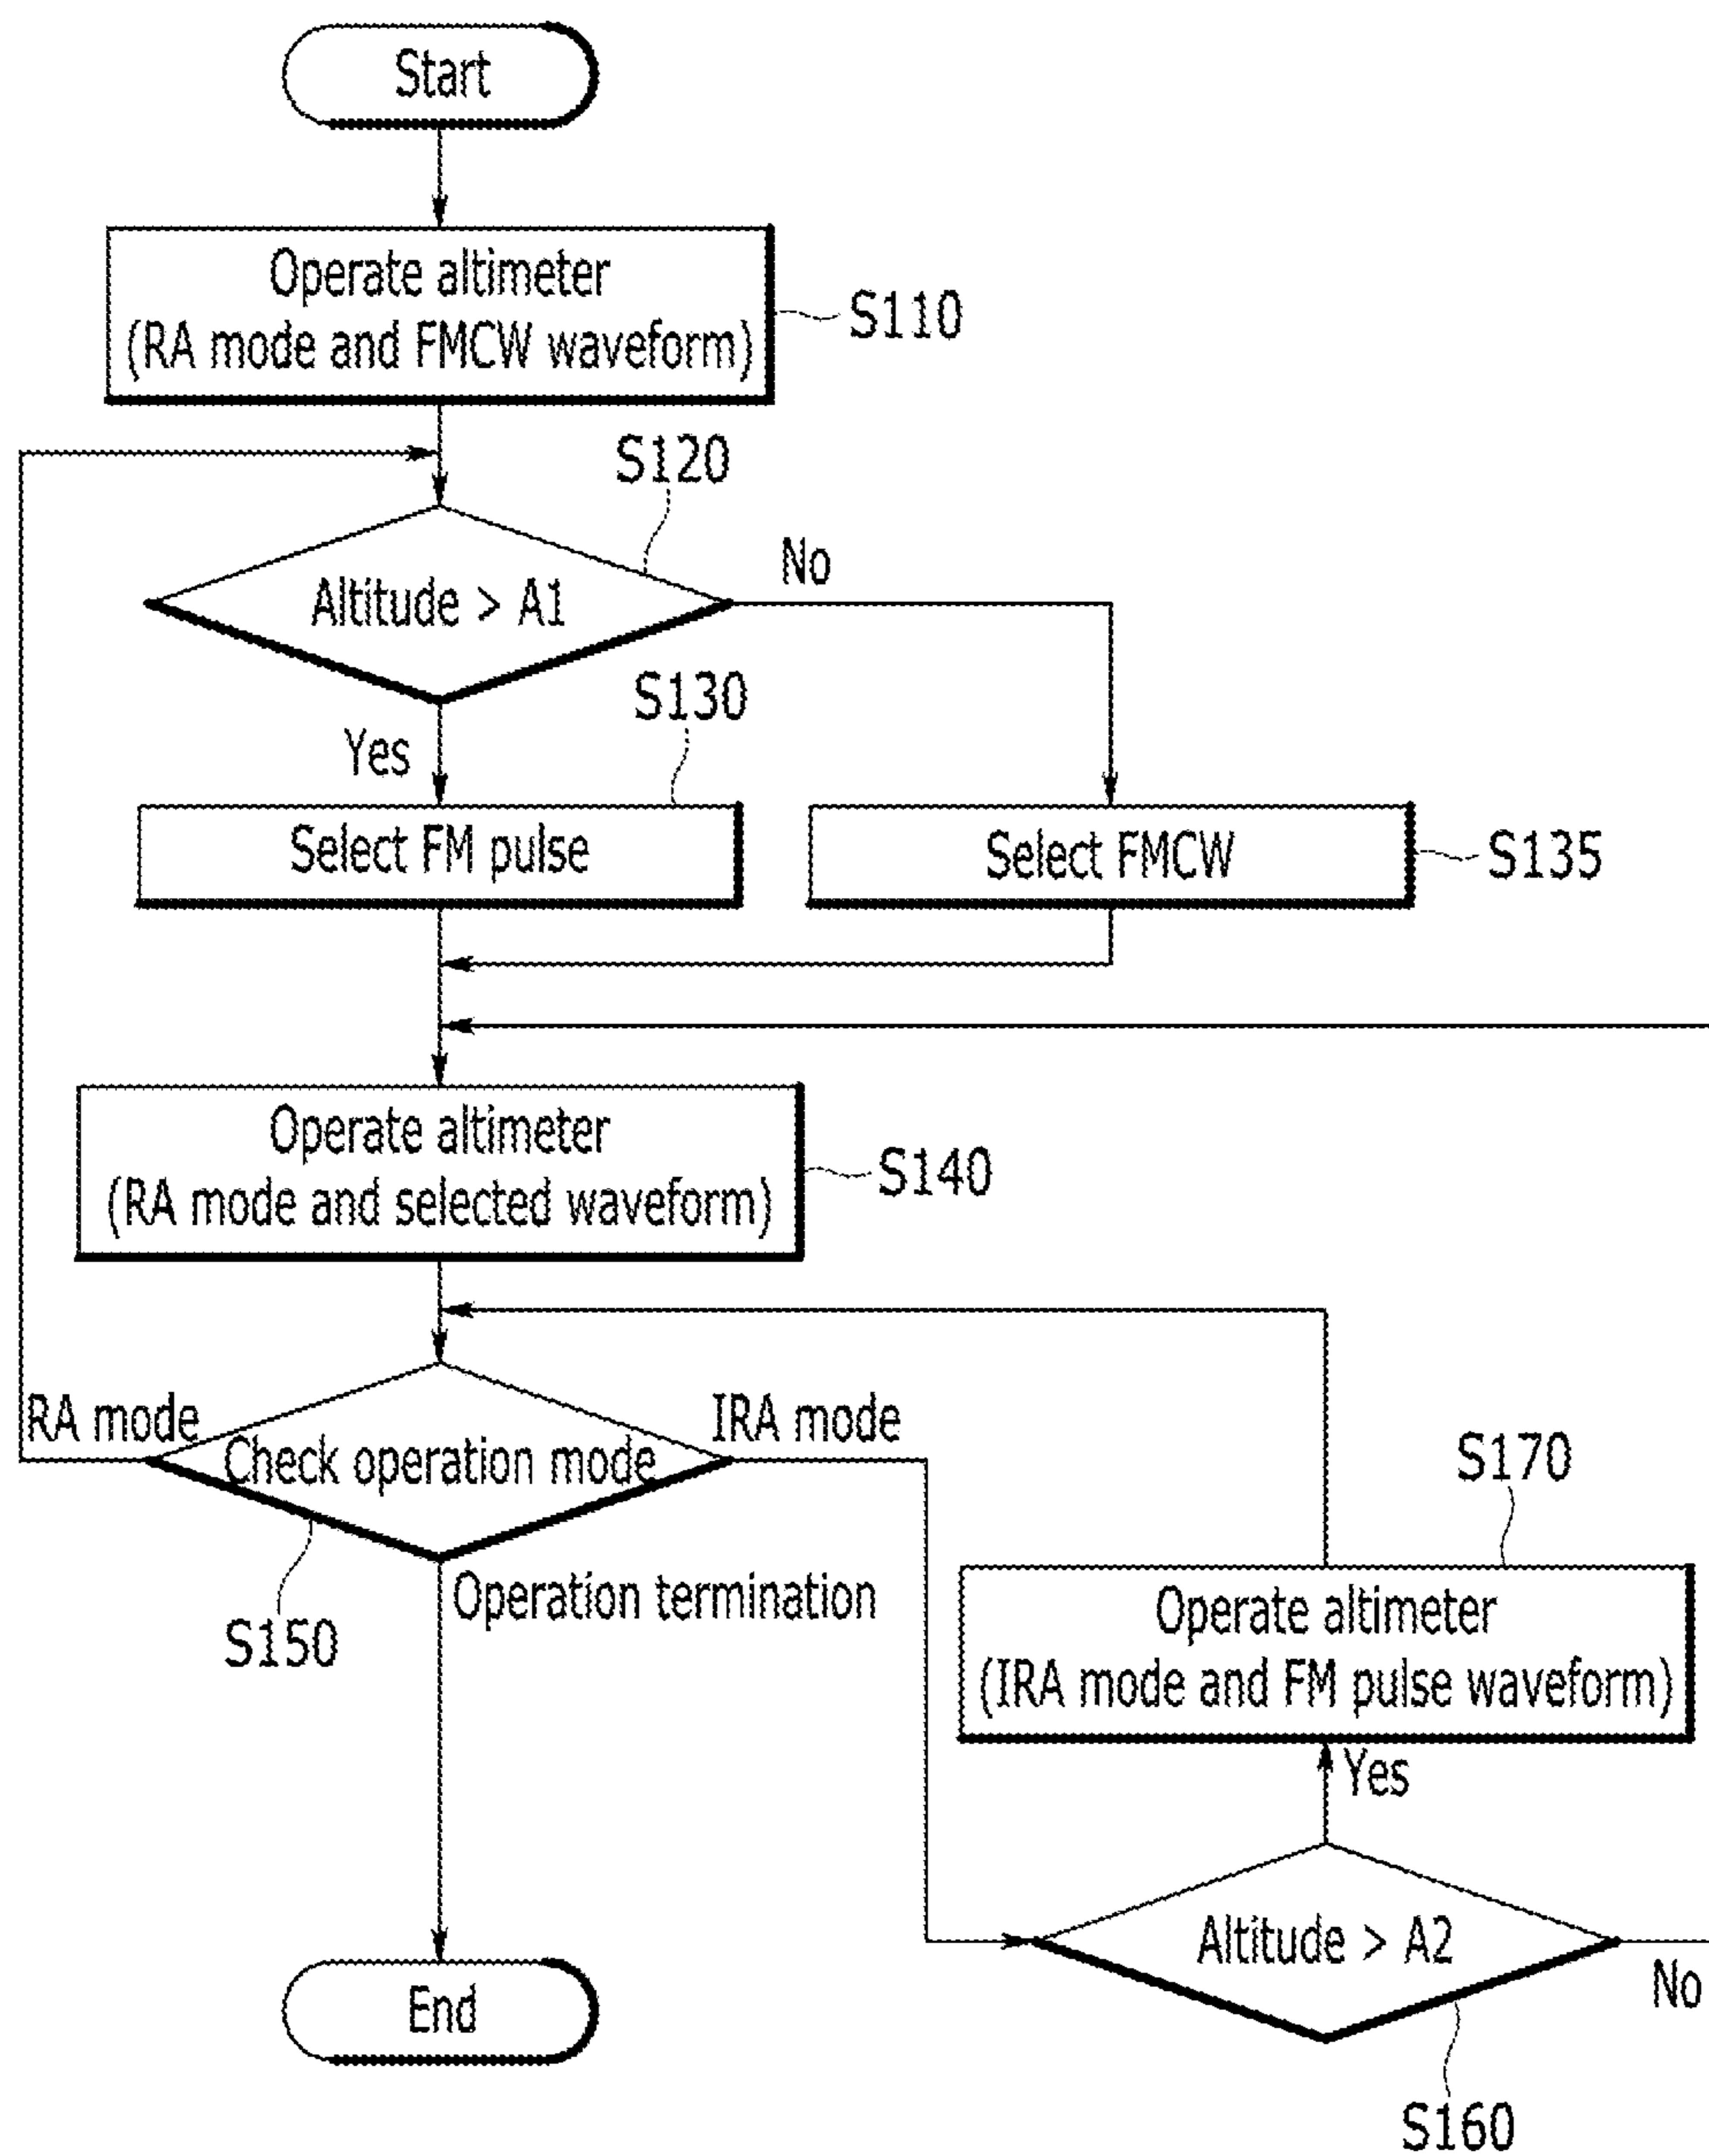 Start
Operate altimeter
(RA mode and FMCW waveform)
S110
S120
Altitude > A1
No
Yes
S130
Select FM pulse
Select FMCW
S135
Operate altimeter
(RA mode and selected waveform)
S140
RA mode
Check operation mode
IRA mode
S150
Operation termination
S170
Operate altimeter
(IRA mode and FM pulse waveform)
Yes
Altitude > A2
No
S160
End